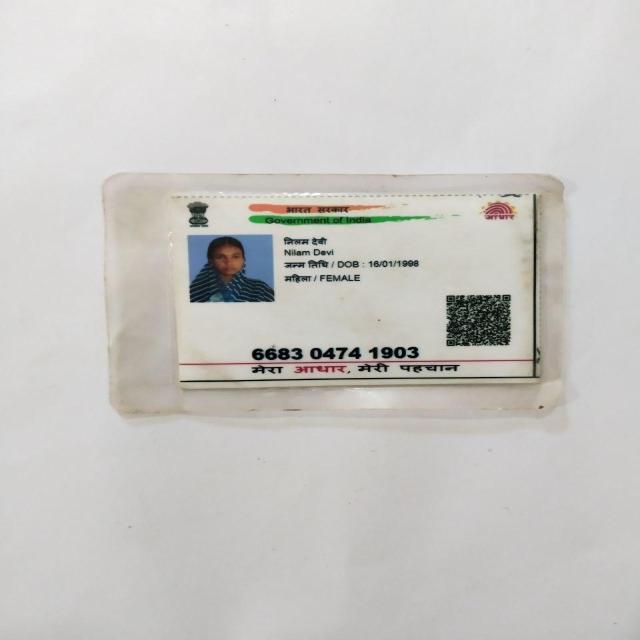 भारत सरकार
Government of India
आधार
निलम देवी
Nilam Devi
जन्म तिथि / DOB : 16/01/1998
महिला / FEMALE
6683 0474 1903
मेरा आधार, मेरी पहचान